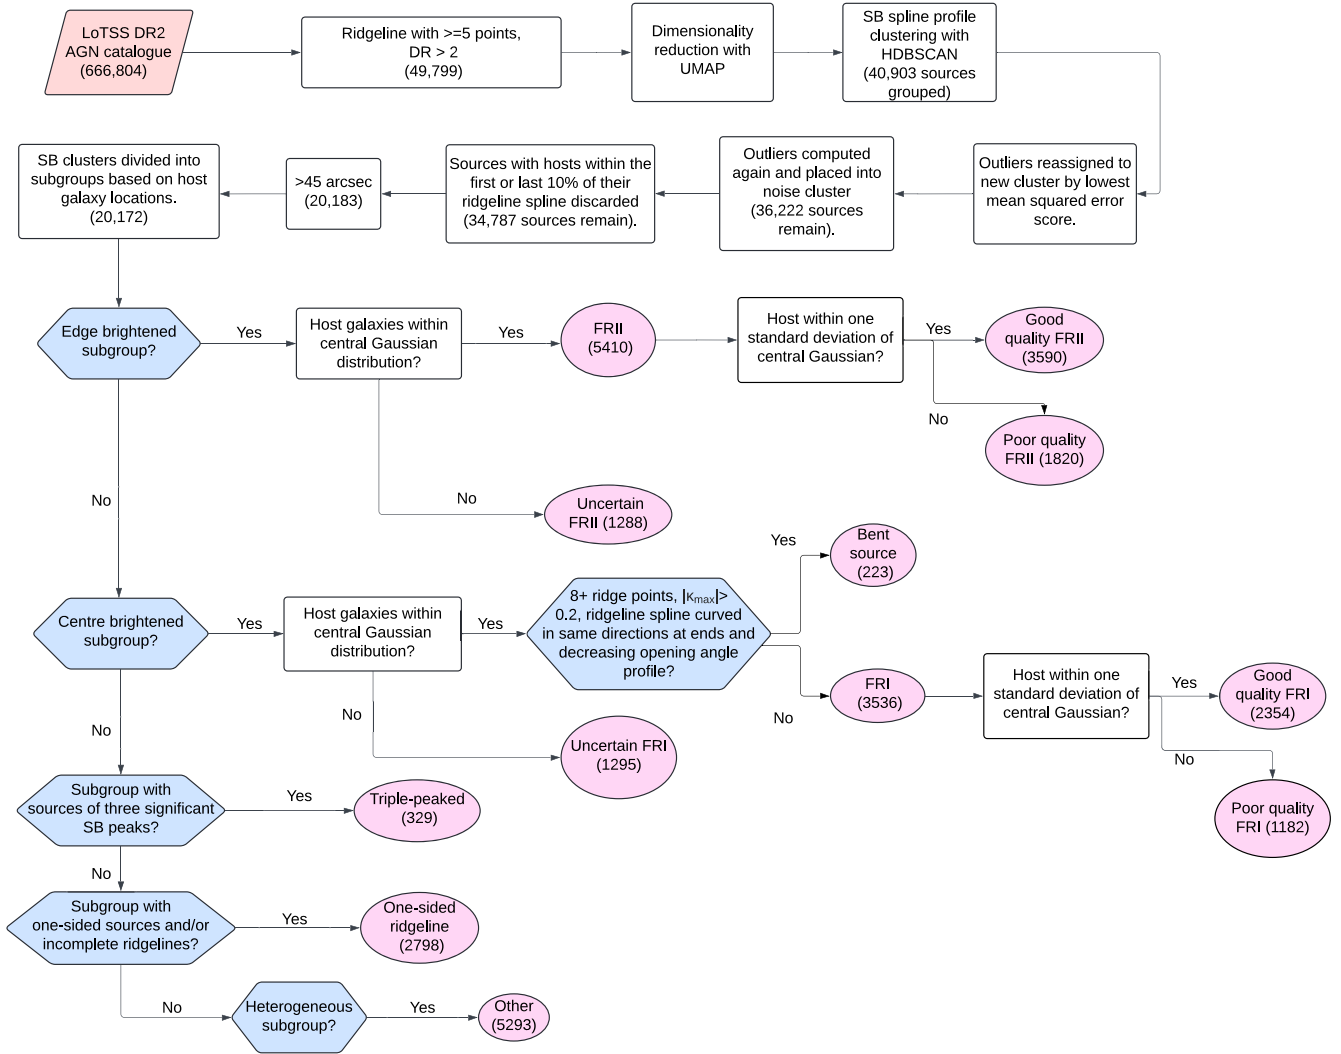 LoTSS DR2
AGN catalogue
(666,804)
Ridgeline with >=5 points,
DR > 2
(49,799)
Dimensionality
reduction with
UMAP
SB spline profile
clustering with
HDBSCAN
(40,903 sources
grouped)
SB clusters divided into
subgroups based on host
galaxy locations.
(20,172)
>45 arcsec
(20,183)
Sources with hosts within the
first or last 10% of their
ridgeline spline discarded
(34,787 sources remain).
Outliers computed
again and placed into
noise cluster
(36,222 sources
remain).
Outliers reassigned to
new cluster by lowest
mean squared error
score.
Edge brightened
subgroup?
Yes
Host galaxies within
central Gaussian
distribution?
Yes
FRII
(5410)
Host within one
standard deviation of
central Gaussian?
Yes
Good
quality FRII
(3590)
No
Poor quality
FRII (1820)
No
No
Uncertain
FRII (1288)
Centre brightened
subgroup?
Yes
Host galaxies within
central Gaussian
distribution?
Yes
8+ ridge points, |κmax|>
0.2, ridgeline spline curved
in same directions at ends and
decreasing opening angle
profile?
Yes
Bent
source
(223)
No
FRI
(3536)
Host within one
standard deviation of
central Gaussian?
Yes
Good
quality FRI
(2354)
No
Poor quality
FRI (1182)
No
No
Uncertain FRI
(1295)
Subgroup with
sources of three significant
SB peaks?
Yes
Triple-peaked
(329)
No
Subgroup with
one-sided sources and/or
incomplete ridgelines?
Yes
One-sided
ridgeline
(2798)
No
Heterogeneous
subgroup?
Yes
Other
(5293)